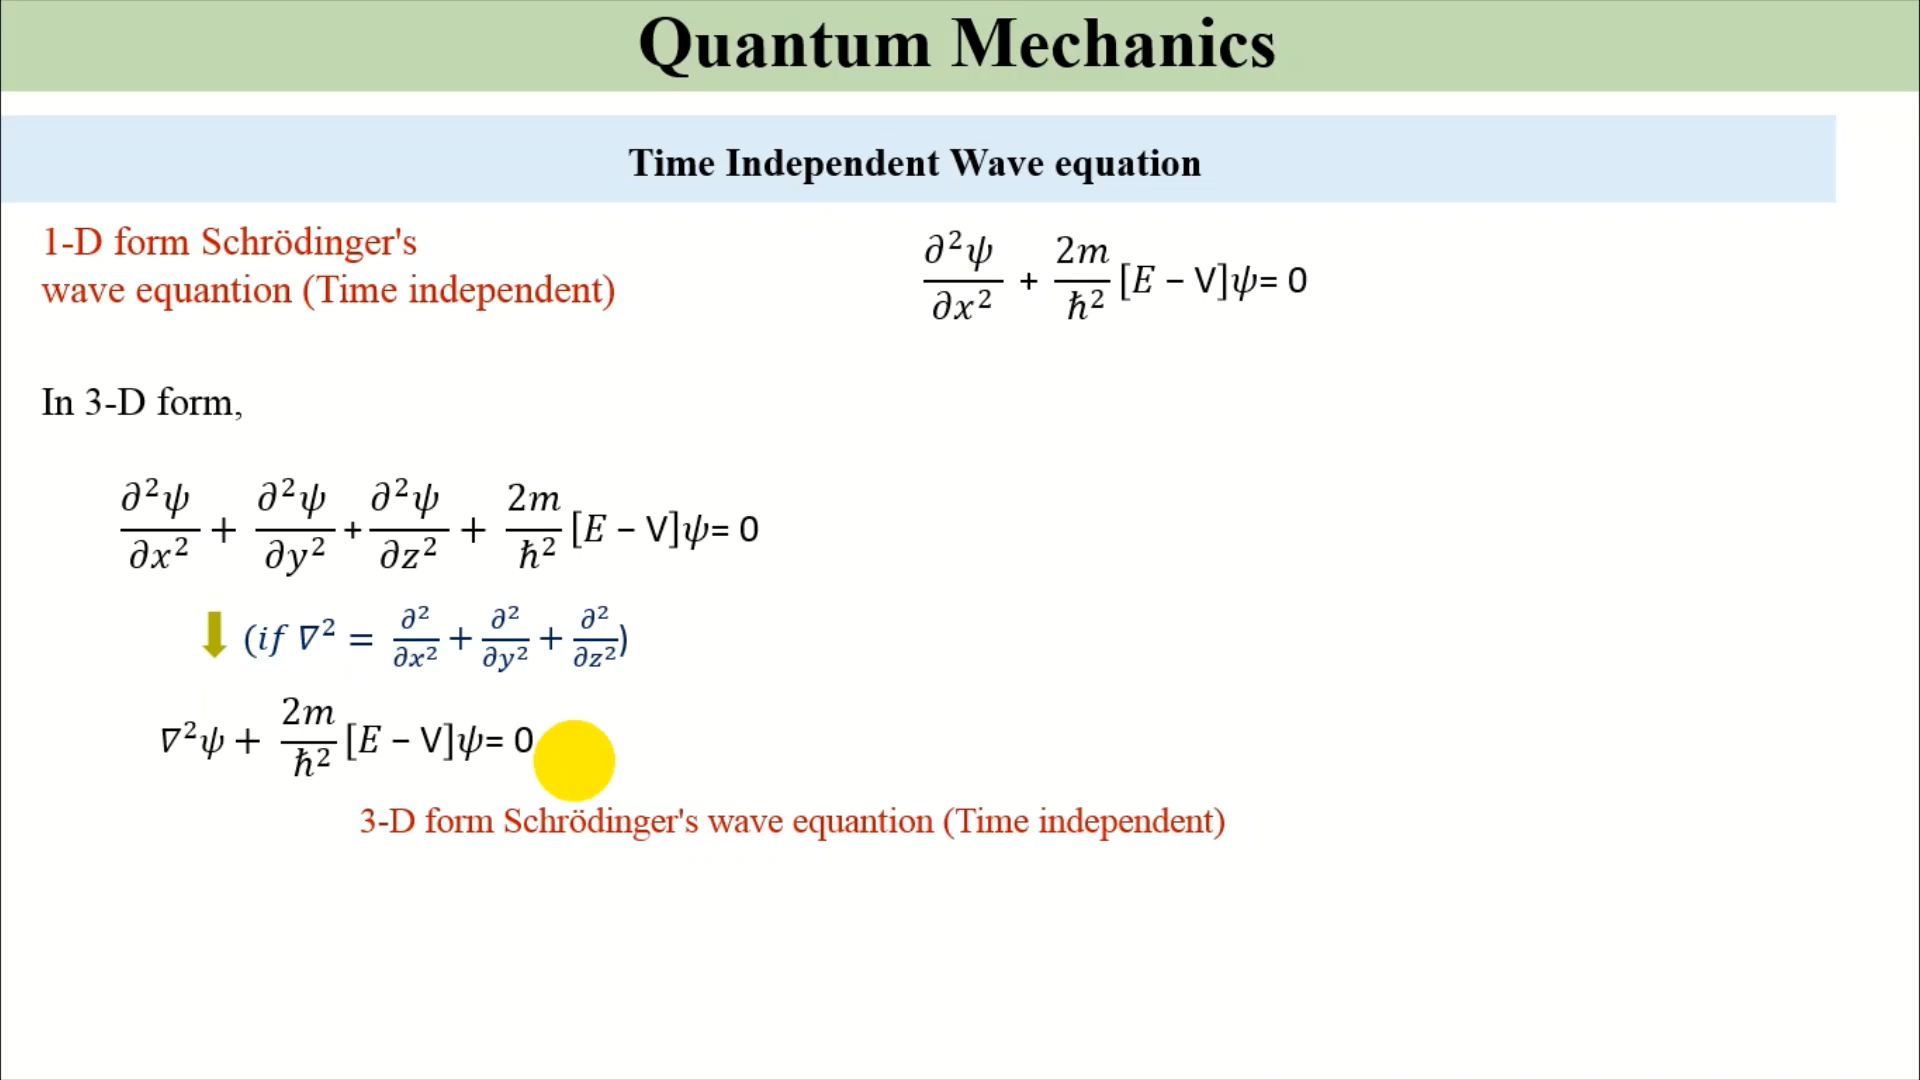 Quantum Mechanics
Time Independent Wave equation
1-D form Schrödinger's
wave equantion (Time independent)
∂²ψ/∂x² + 2m/ħ² [E − V]ψ= 0
In 3-D form,
∂²ψ/∂x² + ∂²ψ/∂y² + ∂²ψ/∂z² + 2m/ħ² [E − V]ψ= 0
(if ∇² = ∂²/∂x² + ∂²/∂y² + ∂²/∂z²)
∇²ψ + 2m/ħ² [E − V]ψ= 0
3-D form Schrödinger's wave equantion (Time independent)